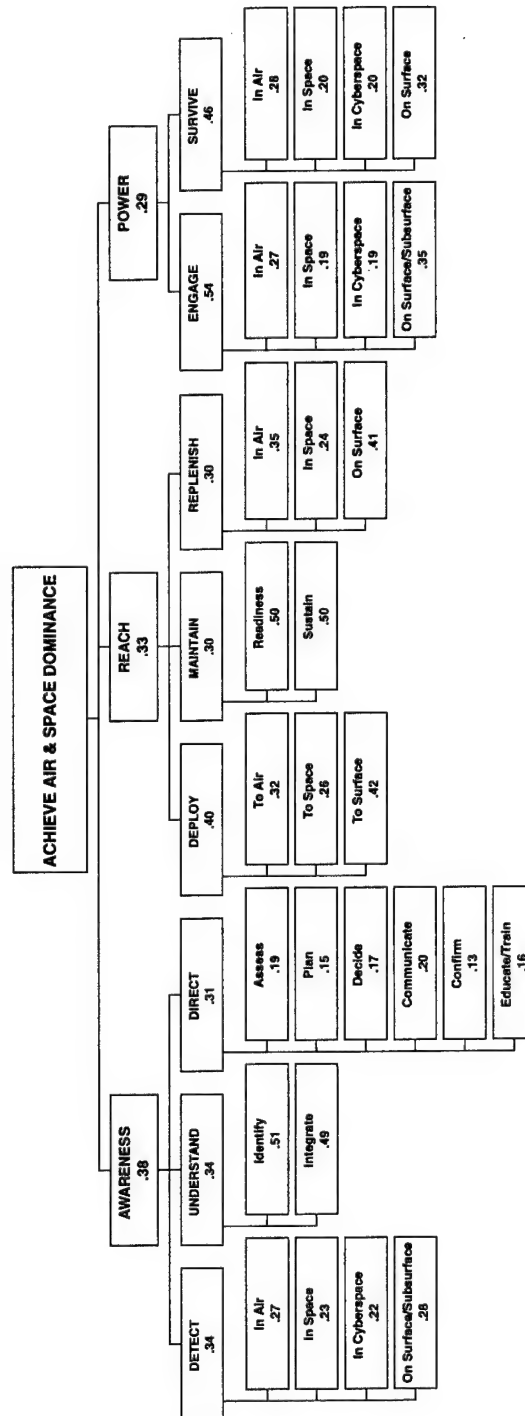 ACHIEVE AIR & SPACE DOMINANCE
AWARENESS
.38
REACH
.33
POWER
.29
DETECT
.34
UNDERSTAND
.34
DIRECT
.31
DEPLOY
.40
MAINTAIN
.30
REPLENISH
.30
ENGAGE
.54
SURVIVE
.46
In Air
.27
In Space
.23
In Cyberspace
.22
On Surface/Subsurface
.28
Identify
.51
Integrate
.49
Assess
.19
Plan
.15
Decide
.17
Communicate
.20
Confirm
.13
Educate/Train
.16
To Air
.32
To Space
.26
To Surface
.42
Readiness
.50
Sustain
.50
In Air
.35
In Space
.24
On Surface
.41
In Air
.27
In Space
.19
In Cyberspace
.19
On Surface/Subsurface
.35
In Air
.28
In Space
.20
In Cyberspace
.20
On Surface
.32